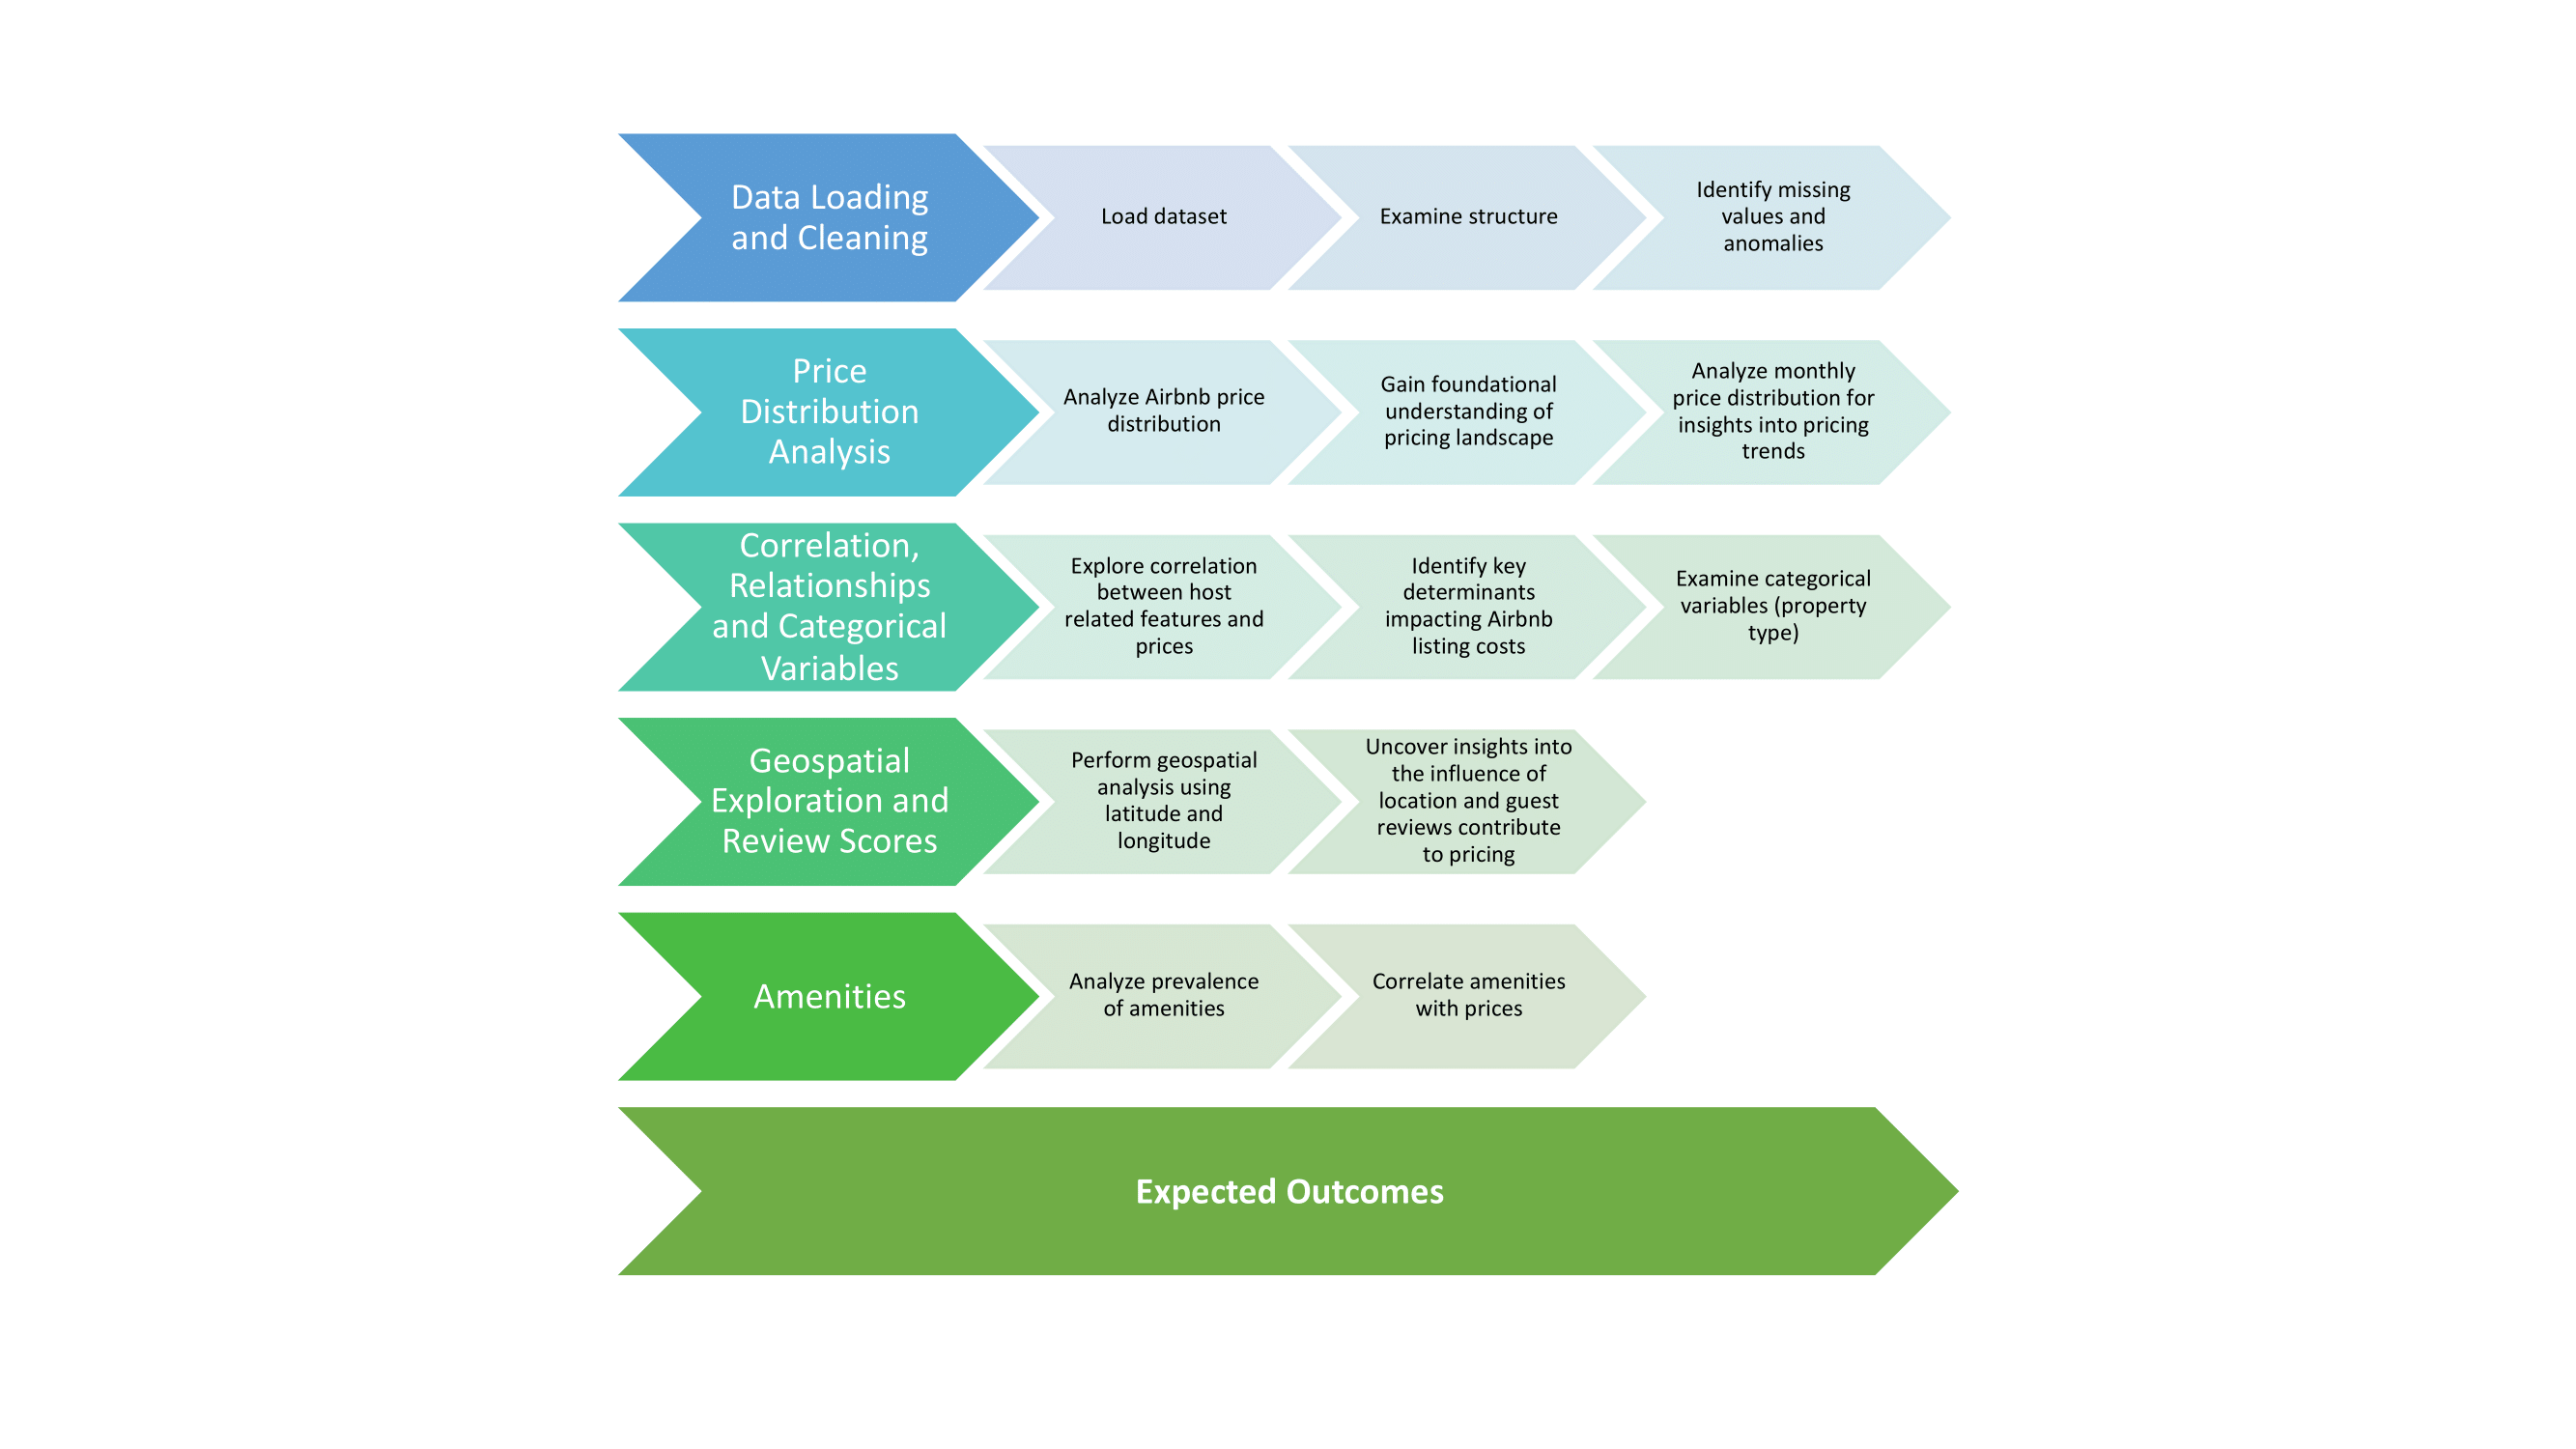 Data Loading
and Cleaning
Load dataset
Examine structure
Identify missing
values and
anomalies
Price
Distribution
Analysis
Analyze Airbnb price
distribution
Gain foundational
understanding of
pricing landscape
Analyze monthly
price distribution for
insights into pricing
trends
Correlation,
Relationships
and Categorical
Variables
Explore correlation
between host
related features and
prices
Identify key
determinants
impacting Airbnb
listing costs
Examine categorical
variables (property
type)
Geospatial
Exploration and
Review Scores
Perform geospatial
analysis using
latitude and
longitude
Uncover insights into
the influence of
location and guest
reviews contribute
to pricing
Amenities
Analyze prevalence
of amenities
Correlate amenities
with prices
Expected Outcomes